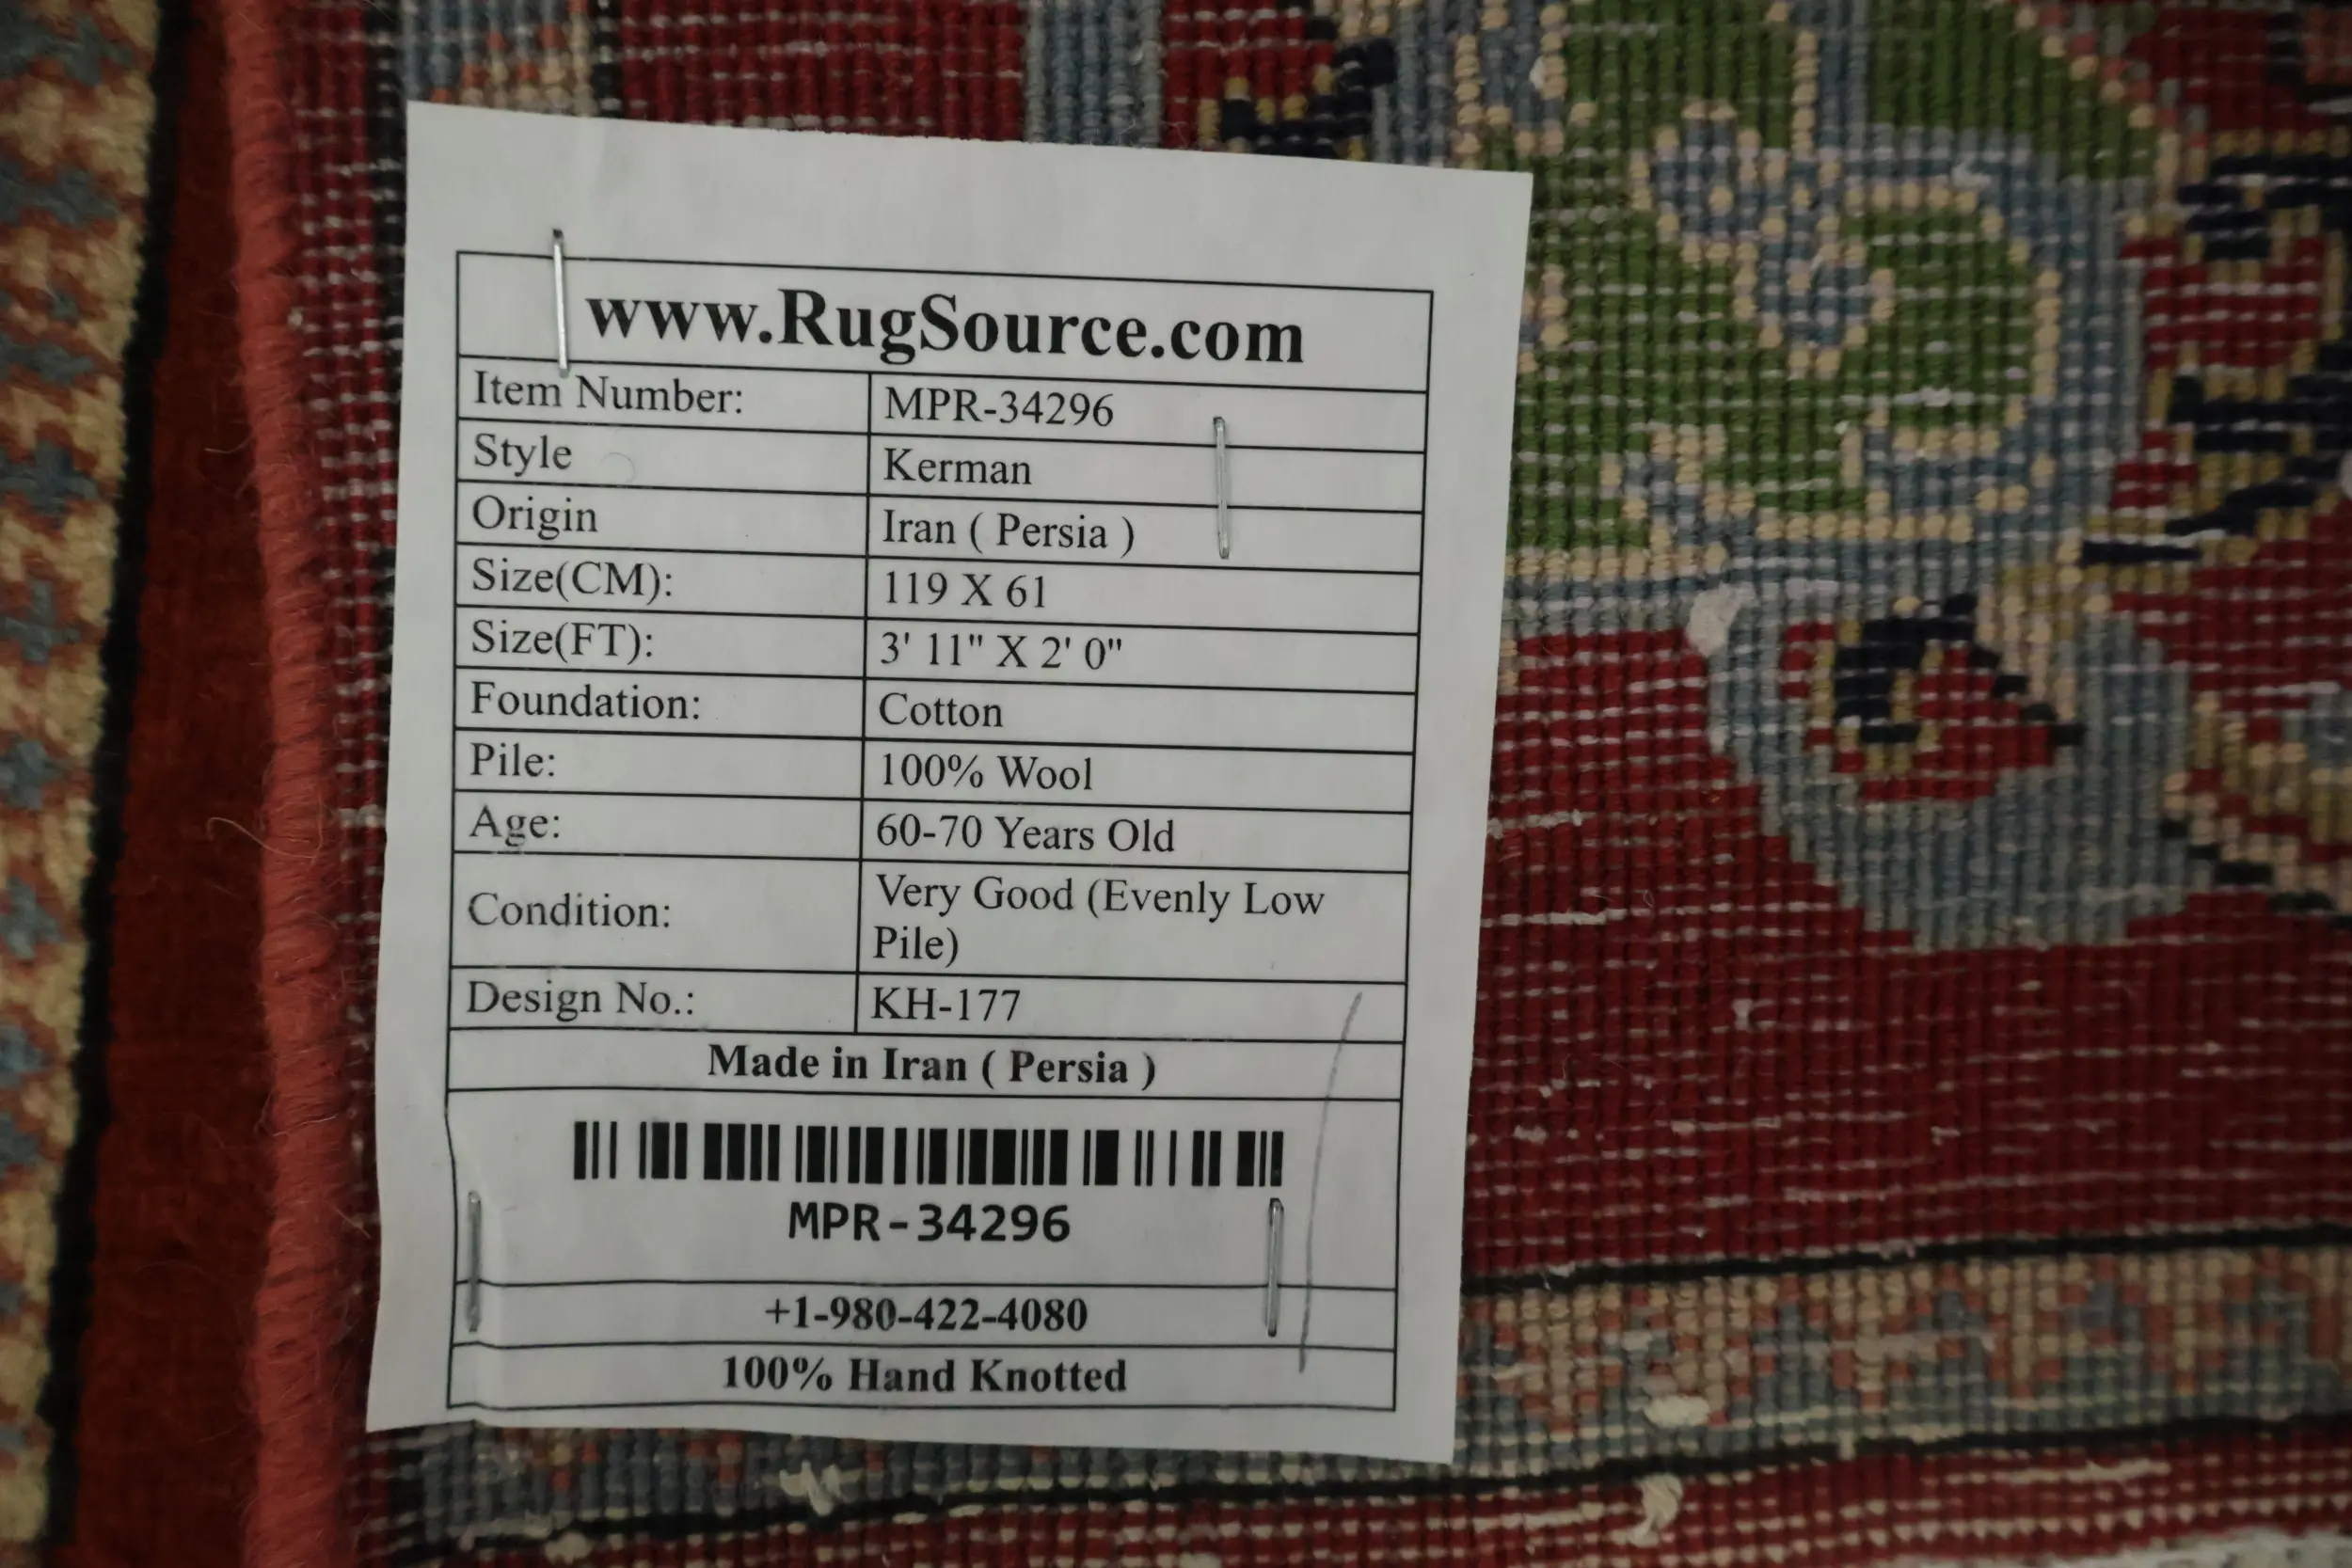 www.RugSource.com
Item Number: MPR-34296
Style Kerman
Origin Iran ( Persia )
Size(CM): 119 X 61
Size(FT): 3' 11" X 2' 0"
Foundation: Cotton
Pile: 100% Wool
Age: 60-70 Years Old
Condition: Very Good (Evenly Low
Pile)
Design No.: KH-177
Made in Iran ( Persia )
MPR-34296
+1-980-422-4080
100% Hand Knotted